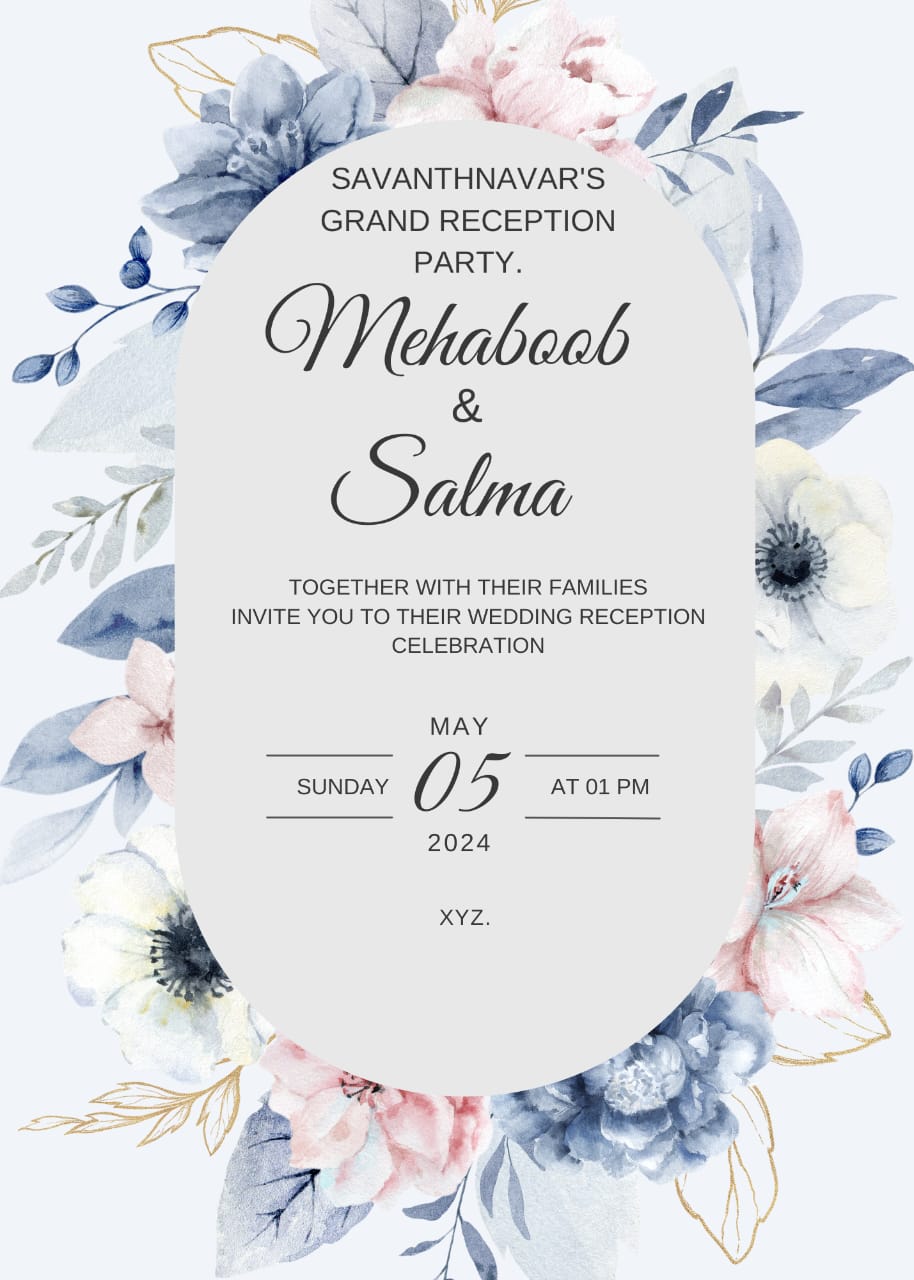 SAVANTHNAVAR'S
GRAND RECEPTION
PARTY.
Mehaboob
&
Salma
TOGETHER WITH THEIR FAMILIES
INVITE YOU TO THEIR WEDDING RECEPTION
CELEBRATION
MAY
SUNDAY 05 AT 01 PM
2024
XYZ.